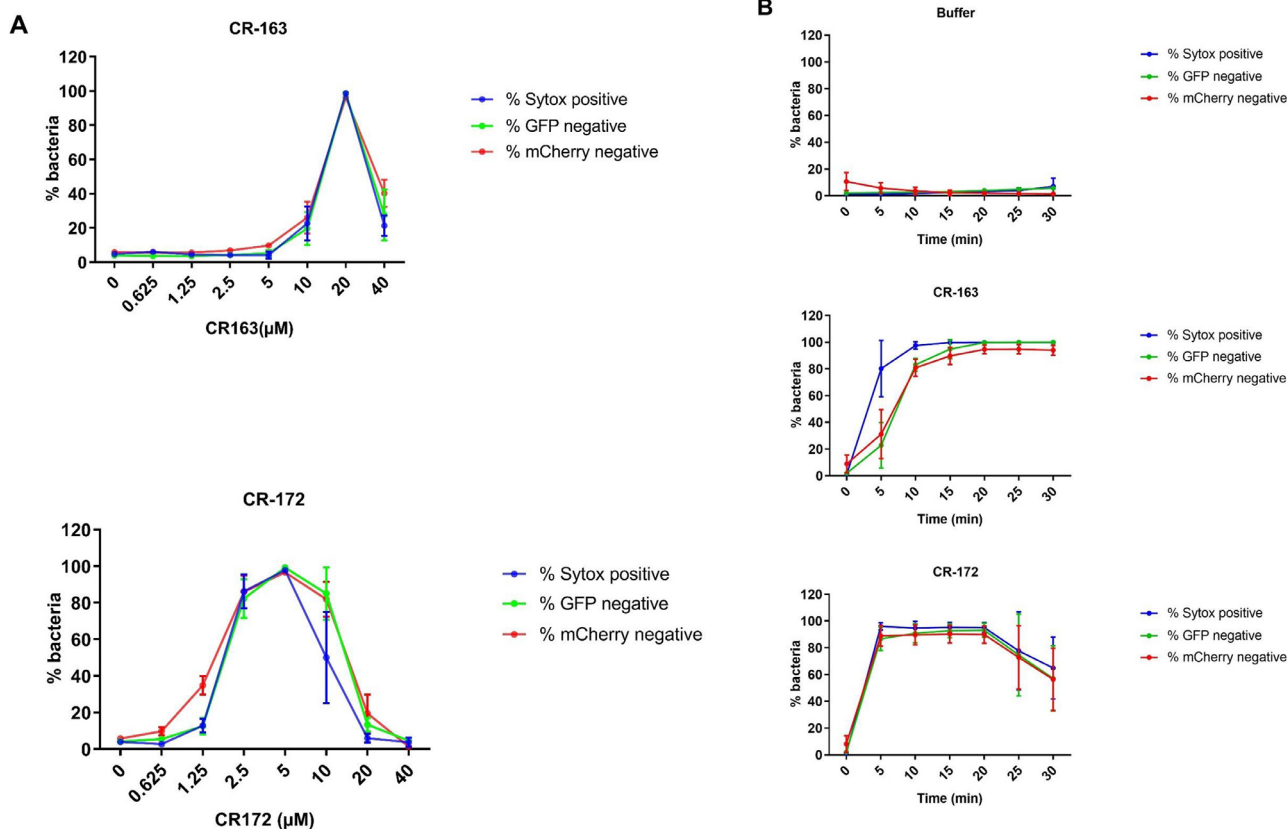 A
CR-163
120
100
80
60
40
20
0
% bacteria
0
0.625
1.25
2.5
5
10
20
40
CR163(µM)
% Sytox positive
% GFP negative
% mCherry negative
CR-172
120
100
80
60
40
20
0
% bacteria
0
0.625
1.25
2.5
5
10
20
40
CR172 (µM)
% Sytox positive
% GFP negative
% mCherry negative
B
Buffer
120
100
80
60
40
20
0
% bacteria
0
5
10
15
20
25
30
Time (min)
% Sytox positive
% GFP negative
% mCherry negative
CR-163
120
100
80
60
40
20
0
% bacteria
0
5
10
15
20
25
30
Time (min)
% Sytox positive
% GFP negative
% mCherry negative
CR-172
120
100
80
60
40
20
0
% bacteria
0
5
10
15
20
25
30
Time (min)
% Sytox positive
% GFP negative
% mCherry negative